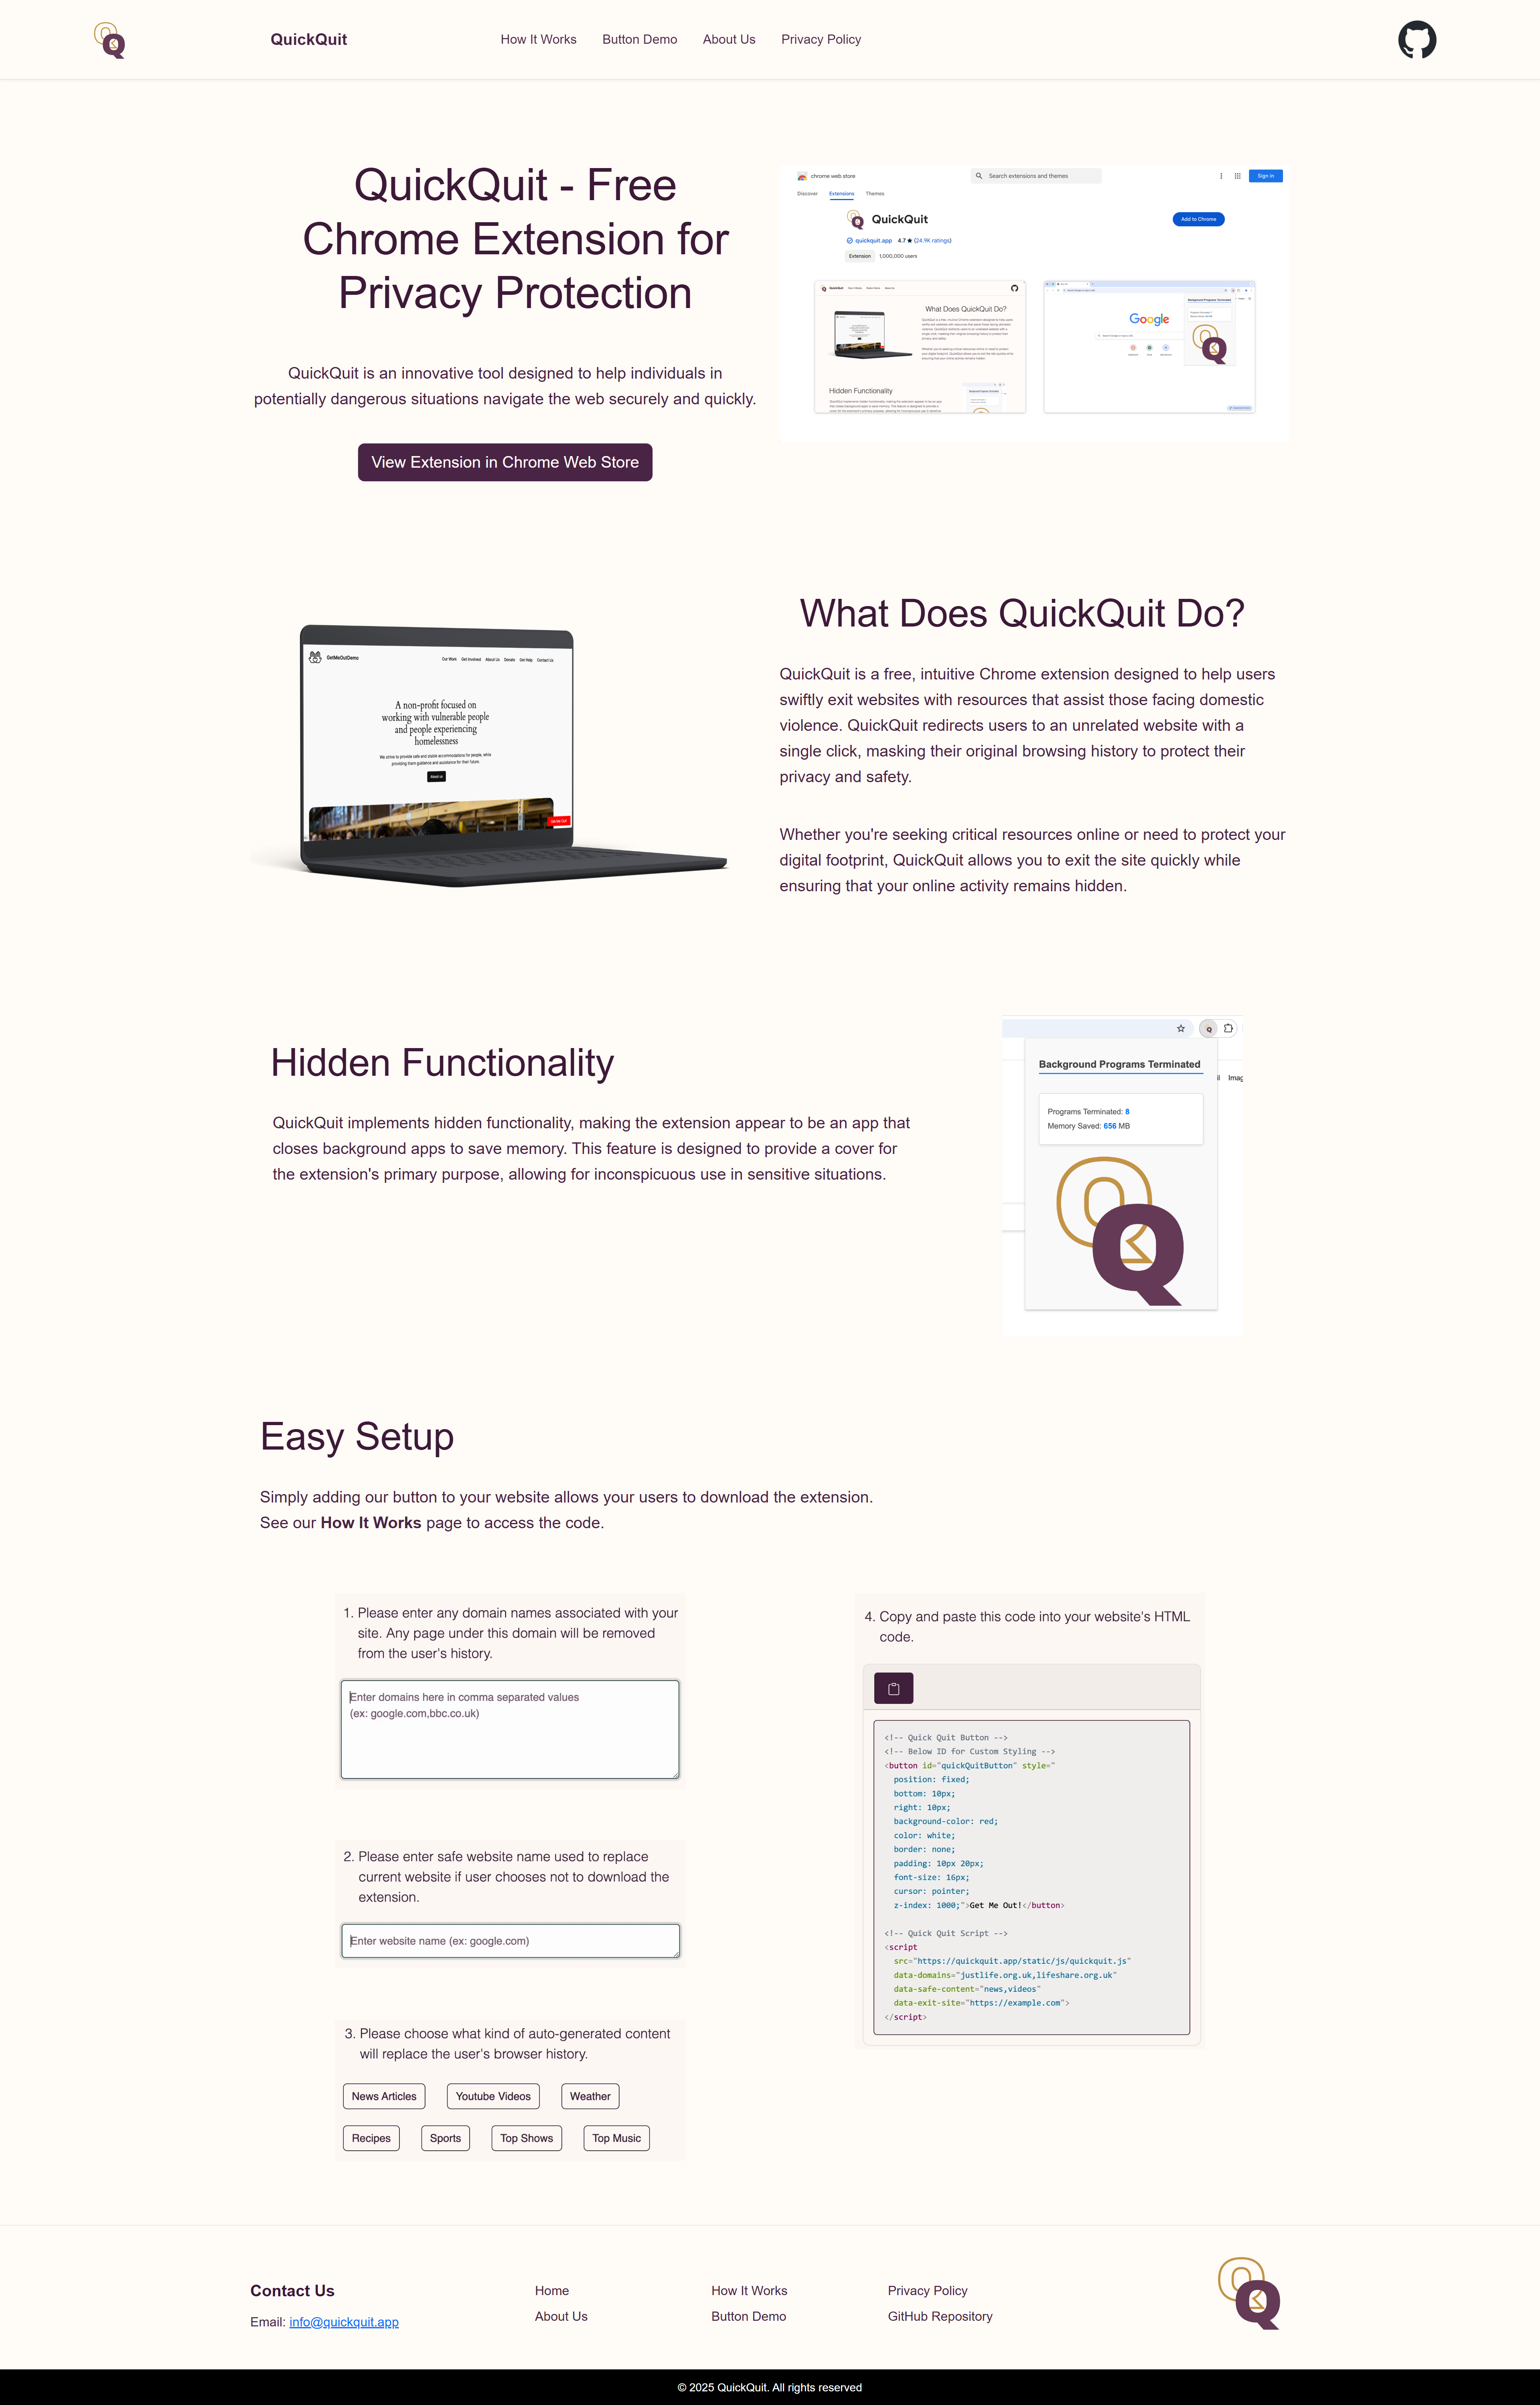 QuickQuit
How It Works
Button Demo
About Us
Privacy Policy
QuickQuit - Free
Chrome Extension for
Privacy Protection
QuickQuit is an innovative tool designed to help individuals in
potentially dangerous situations navigate the web securely and quickly.
View Extension in Chrome Web Store
chrome web store
Search extensions and themes
Sign in
Discover
Extensions
Themes
QuickQuit
Add to Chrome
quickquit.app 4.7 ★ (24.9K ratings)
Extension 1,000,000 users
What Does QuickQuit Do?
Hidden Functionality
Google
What Does QuickQuit Do?
QuickQuit is a free, intuitive Chrome extension designed to help users
swiftly exit websites with resources that assist those facing domestic
violence. QuickQuit redirects users to an unrelated website with a
single click, masking their original browsing history to protect their
privacy and safety.
Whether you're seeking critical resources online or need to protect your
digital footprint, QuickQuit allows you to exit the site quickly while
ensuring that your online activity remains hidden.
GetMeOutDemo
Our Work Get Involved About Us Donate Get Help Contact Us
A non-profit focused on
working with vulnerable people
and people experiencing
homelessness
We strive to provide safe and stable accommodations for people, while
providing them guidance and assistance for their future.
About us
Get Me Out!
Hidden Functionality
QuickQuit implements hidden functionality, making the extension appear to be an app that
closes background apps to save memory. This feature is designed to provide a cover for
the extension's primary purpose, allowing for inconspicuous use in sensitive situations.
Background Programs Terminated
Programs Terminated: 8
Memory Saved: 656 MB
Easy Setup
Simply adding our button to your website allows your users to download the extension.
See our How It Works page to access the code.
1. Please enter any domain names associated with your
site. Any page under this domain will be removed
from the user's history.
Enter domains here in comma separated values
(ex: google.com,bbc.co.uk)
2. Please enter safe website name used to replace
current website if user chooses not to download the
extension.
Enter website name (ex: google.com)
3. Please choose what kind of auto-generated content
will replace the user's browser history.
News Articles
Youtube Videos
Weather
Recipes
Sports
Top Shows
Top Music
4. Copy and paste this code into your website's HTML
code.
<!-- Quick Quit Button -->
<!-- Below ID for Custom Styling -->
<button id="quickQuitButton" style="
position: fixed;
bottom: 10px;
right: 10px;
background-color: red;
color: white;
border: none;
padding: 10px 20px;
font-size: 16px;
cursor: pointer;
z-index: 1000;">Get Me Out!</button>
<!-- Quick Quit Script -->
<script
src="https://quickquit.app/static/js/quickquit.js"
data-domains="justlife.org.uk,lifeshare.org.uk"
data-safe-content="news,videos"
data-exit-site="https://example.com">
</script>
Contact Us
Email: info@quickquit.app
Home
About Us
How It Works
Button Demo
Privacy Policy
GitHub Repository
© 2025 QuickQuit. All rights reserved